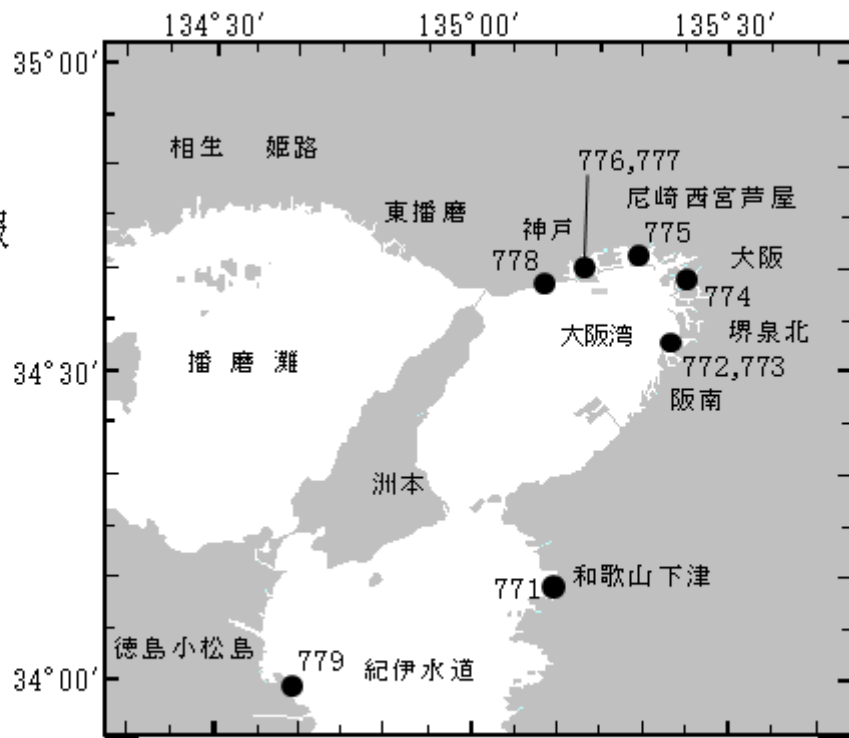 134°30′ 135°00′ 135°30′
35°00′
相生 姫路
776,777
東播磨
尼崎西宮芦屋
神戸
775
778
大阪
774
大阪湾
堺泉北
播磨灘
34°30′
772,773
阪南
洲本
771
和歌山下津
徳島小松島
779
紀伊水道
34°00′